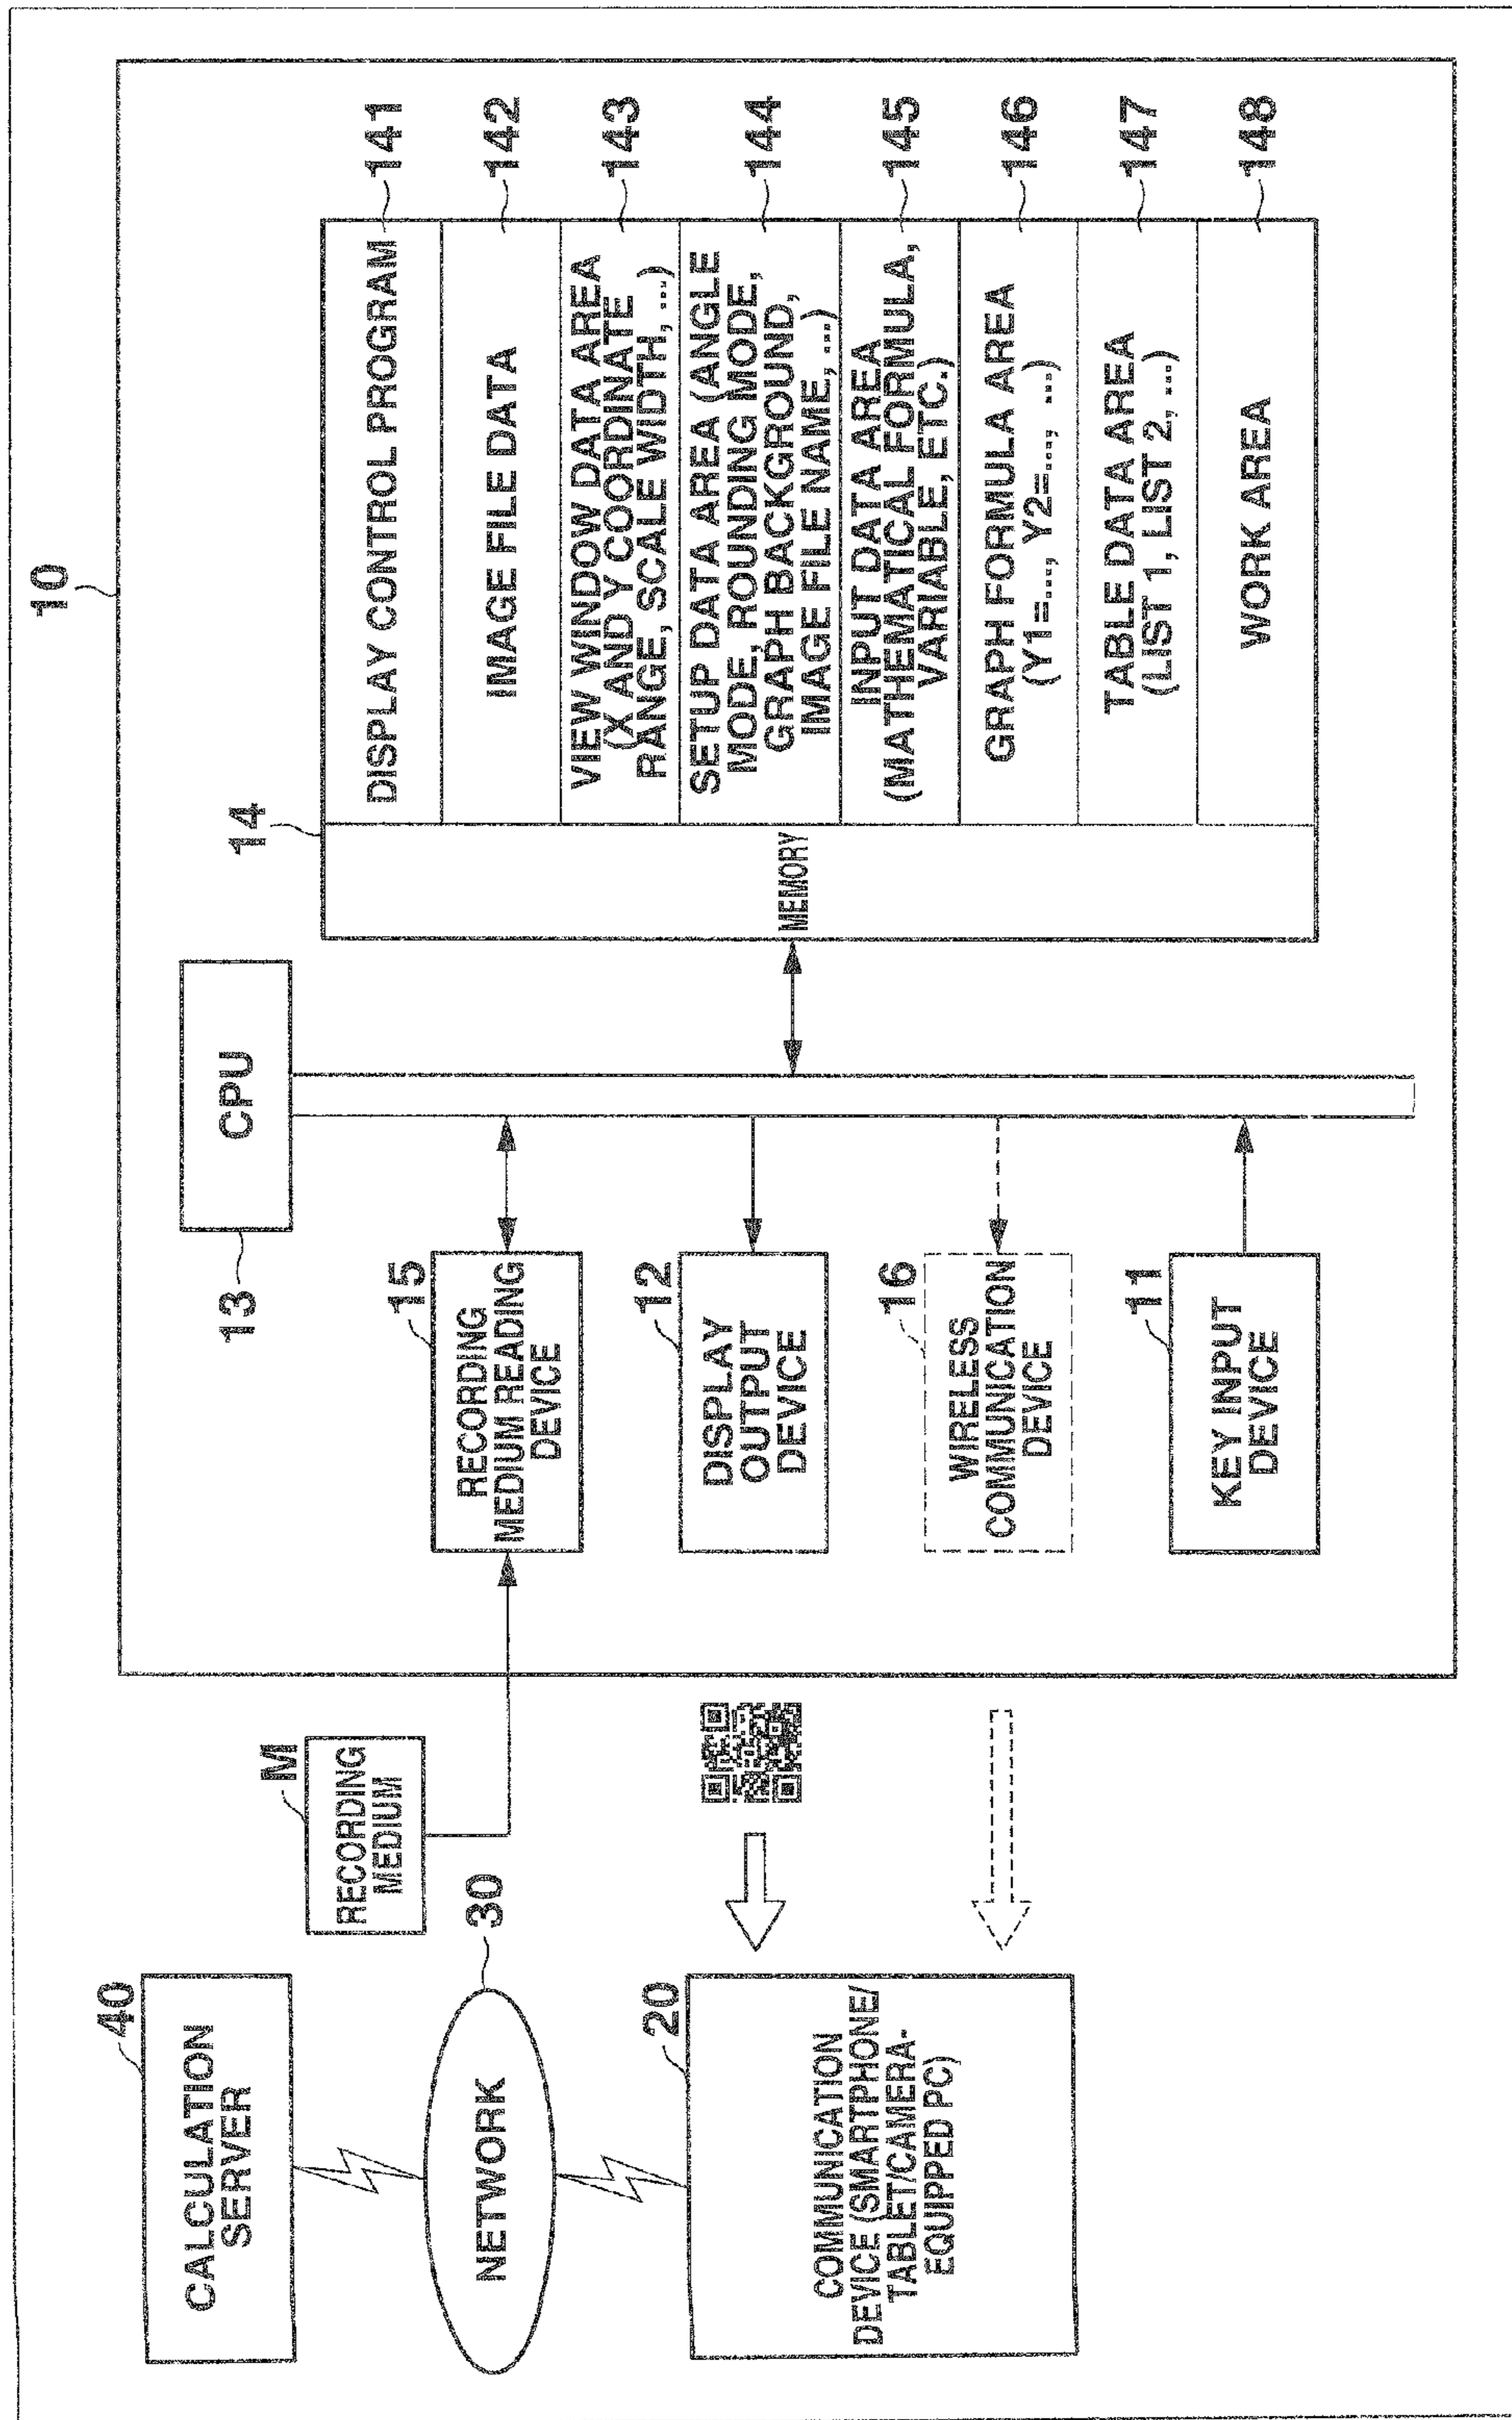 10
CPU
13
14
MEMORY
DISPLAY CONTROL PROGRAM
141
IMAGE FILE DATA
142
VIEW WINDOW DATA AREA
(X AND Y COORDINATE
RANGE, SCALE WIDTH, ...)
143
SETUP DATA AREA (ANGLE
MODE, ROUNDING MODE,
GRAPH BACKGROUND,
IMAGE FILE NAME, ...)
144
INPUT DATA AREA
(MATHEMATICAL FORMULA,
VARIABLE, ETC.)
145
GRAPH FORMULA AREA
(Y1=..., Y2=..., ...)
146
TABLE DATA AREA
(LIST 1, LIST 2, ...)
147
WORK AREA
148
15
RECORDING
MEDIUM READING
DEVICE
12
DISPLAY
OUTPUT
DEVICE
16
WIRELESS
COMMUNICATION
DEVICE
11
KEY INPUT
DEVICE
M
RECORDING
MEDIUM
40
CALCULATION
SERVER
30
NETWORK
20
COMMUNICATION
DEVICE (SMARTPHONE/
TABLET/CAMERA-
EQUIPPED PC)